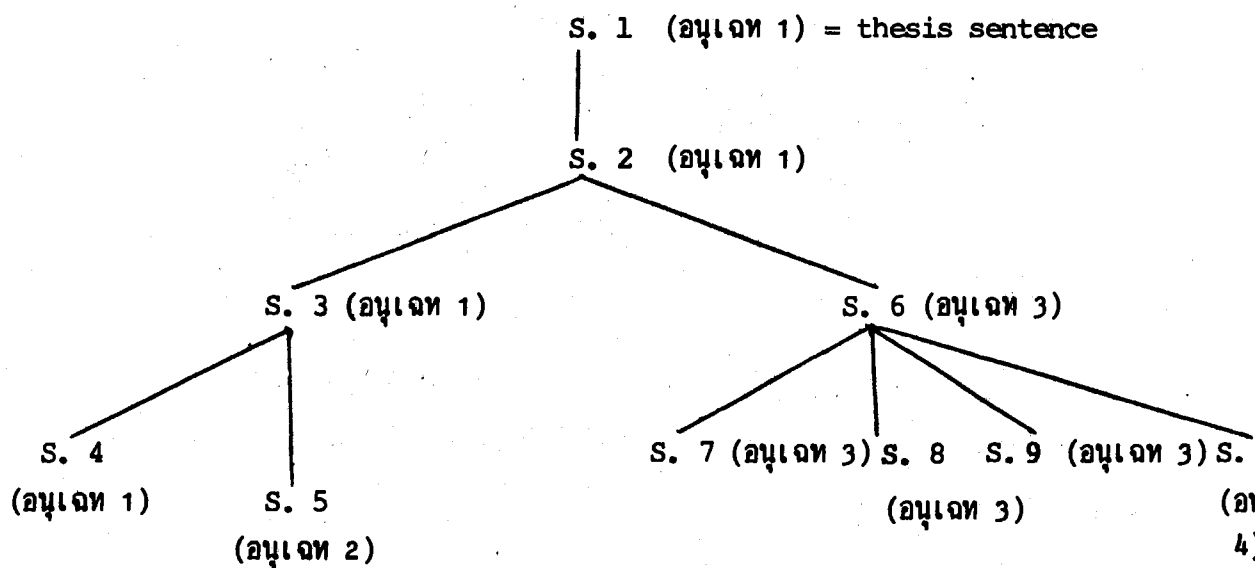 S. 1 (อนุเฉท 1) = thesis sentence
S. 2 (อนุเฉท 1)
S. 3 (อนุเฉท 1) S. 6 (อนุเฉท 3)
S. 4 S. 7 (อนุเฉท 3) S. 8 S. 9 (อนุเฉท 3) S.
(อนุเฉท 1) S. 5 (อนุเฉท 3)
(อนุเฉท 2) 4)